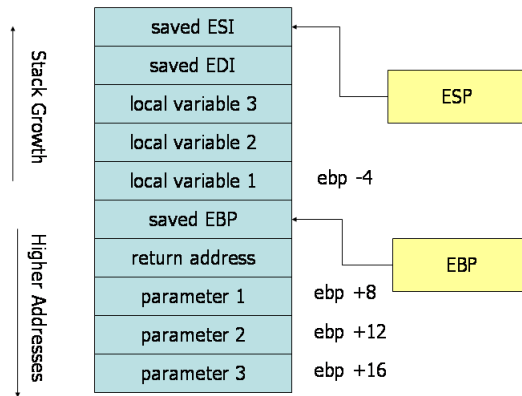 saved ESI
saved EDI
local variable 3
local variable 2
local variable 1
saved EBP
return address
parameter 1
parameter 2
parameter 3
ebp -4
ebp +8
ebp +12
ebp +16
ESP
EBP
Stack Growth
Higher Addresses